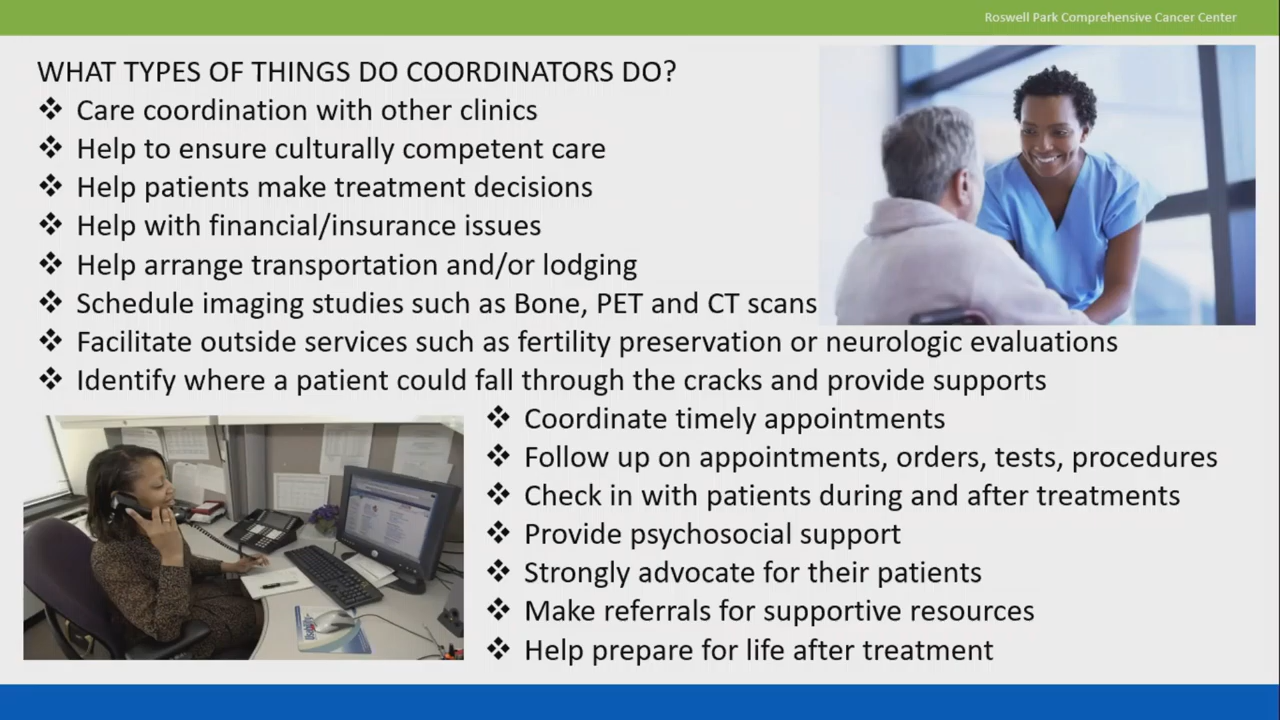 Roswell Park Comprehensive Cancer Center
WHAT TYPES OF THINGS DO COORDINATORS DO?
❖ Care coordination with other clinics
❖ Help to ensure culturally competent care
❖ Help patients make treatment decisions
❖ Help with financial/insurance issues
❖ Help arrange transportation and/or lodging
❖ Schedule imaging studies such as Bone, PET and CT scans
❖ Facilitate outside services such as fertility preservation or neurologic evaluations
❖ Identify where a patient could fall through the cracks and provide supports
❖ Coordinate timely appointments
❖ Follow up on appointments, orders, tests, procedures
❖ Check in with patients during and after treatments
❖ Provide psychosocial support
❖ Strongly advocate for their patients
❖ Make referrals for supportive resources
❖ Help prepare for life after treatment